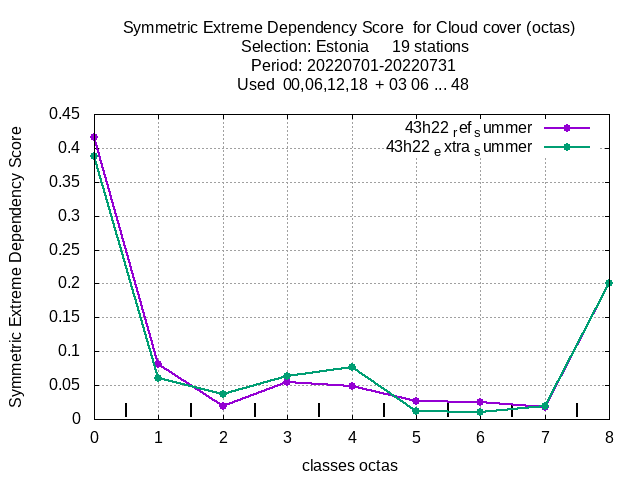 Symmetric Extreme Dependency Score for Cloud cover (octas)
Selection: Estonia 19 stations
Period: 20220701-20220731
Used 00,06,12,18 + 03 06 ... 48
43h22 ref summer
43h22 extra summer
Symmetric Extreme Dependency Score
0.45
0.4
0.35
0.3
0.25
0.2
0.15
0.1
0.05
0
0 1 2 3 4 5 6 7 8
classes octas